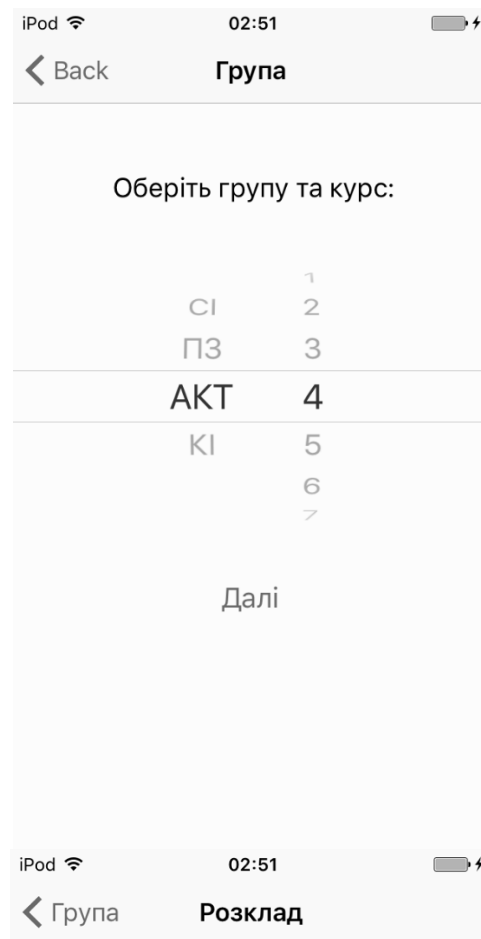 iPod 02:51
Back Група
Оберіть групу та курс:
1
СІ 2
ПЗ 3
АКТ 4
КІ 5
6
7
Далі
iPod 02:51
Група Розклад